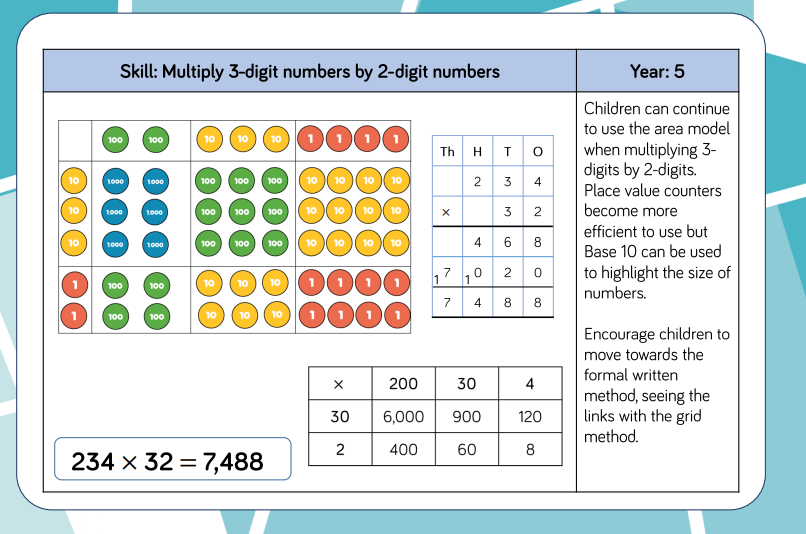 Skill: Multiply 3-digit numbers by 2-digit numbers
Year: 5
100 100 10 10 10 1 1 1 1
10 1,000 1,000 100 100 100 10 10 10 10
10 1,000 1,000 100 100 100 10 10 10 10
10 1,000 1,000 100 100 100 10 10 10 10
1 100 100 10 10 10 1 1 1 1
1 100 100 10 10 10 1 1 1 1
Th H T O
2 3 4
× 3 2
4 6 8
1 7 1 0 2 0
7 4 8 8
× 200 30 4
30 6,000 900 120
2 400 60 8
234 × 32 = 7,488
Children can continue
to use the area model
when multiplying 3-
digits by 2-digits.
Place value counters
become more
efficient to use but
Base 10 can be used
to highlight the size of
numbers.
Encourage children to
move towards the
formal written
method, seeing the
links with the grid
method.